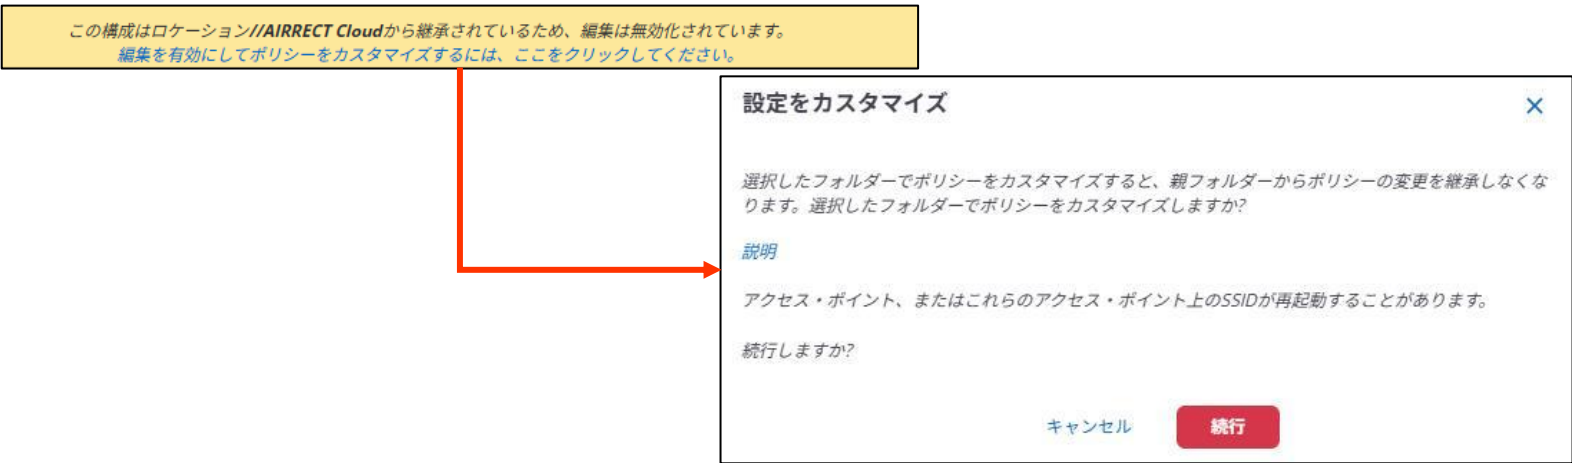 この構成はロケーション//AIRRECT Cloudから継承されているため、編集は無効化されています。
編集を有効にしてポリシーをカスタマイズするには、ここをクリックしてください。
設定をカスタマイズ
選択したフォルダーでポリシーをカスタマイズすると、親フォルダーからポリシーの変更を継承しなくな
ります。選択したフォルダーでポリシーをカスタマイズしますか?
説明
アクセス・ポイント、またはこれらのアクセス・ポイント上のSSIDが再起動することがあります。
続行しますか?
キャンセル
続行